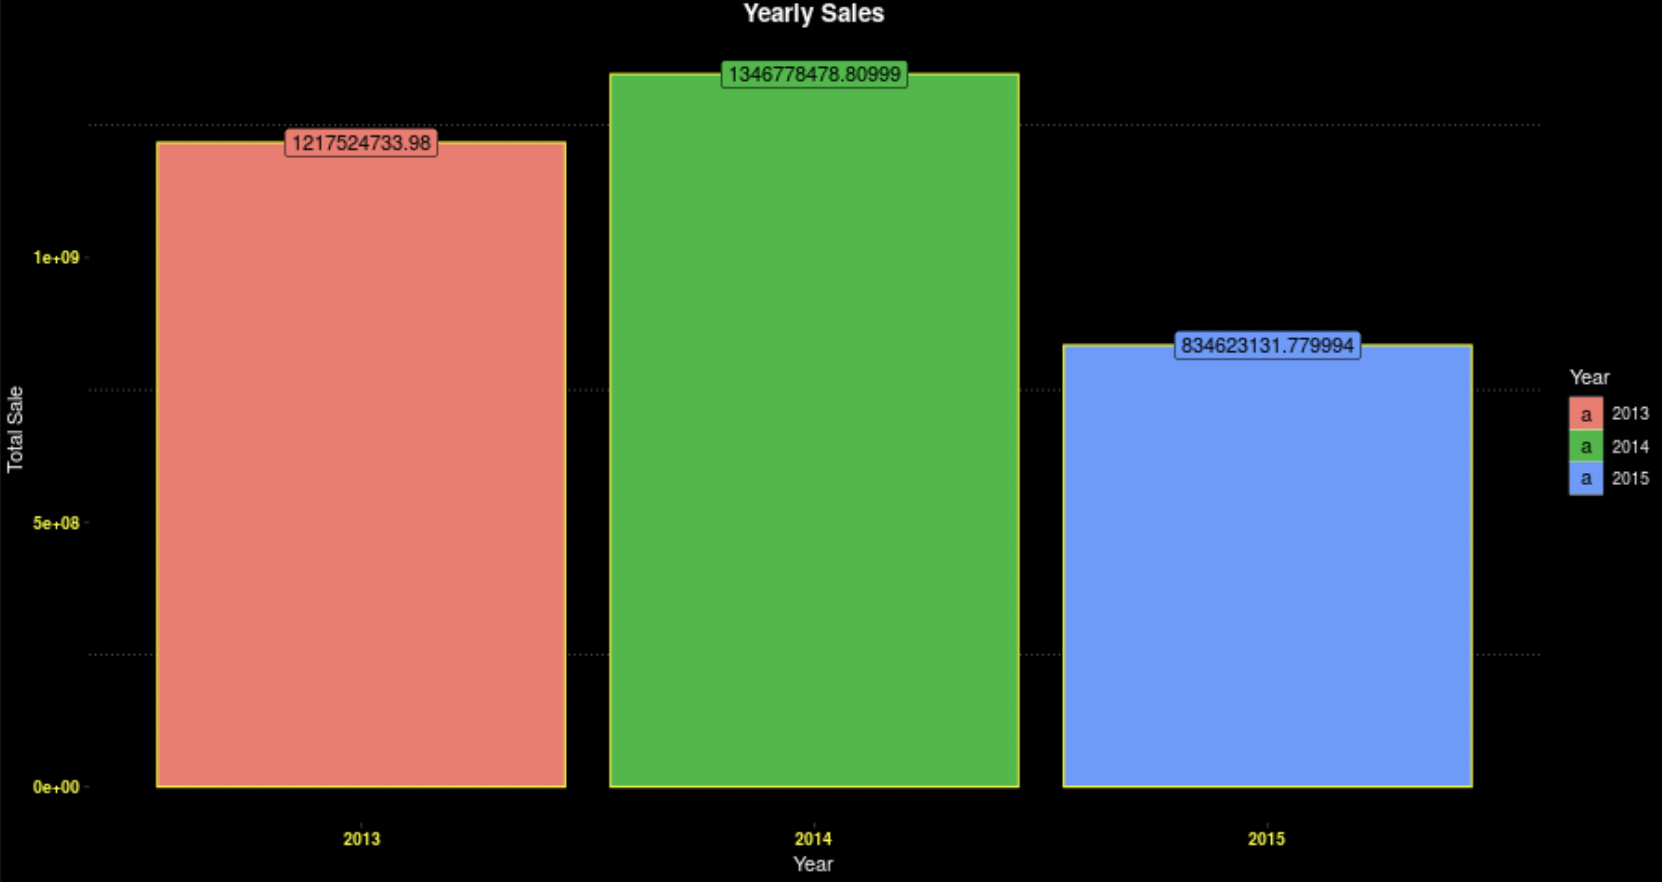 Yearly Sales
1346778478.80999
1217524733.98
1e+09
834623131.779994
Year
a 2013
a 2014
a 2015
Total Sale
5e+08
0e+00
2013 2014 2015
Year